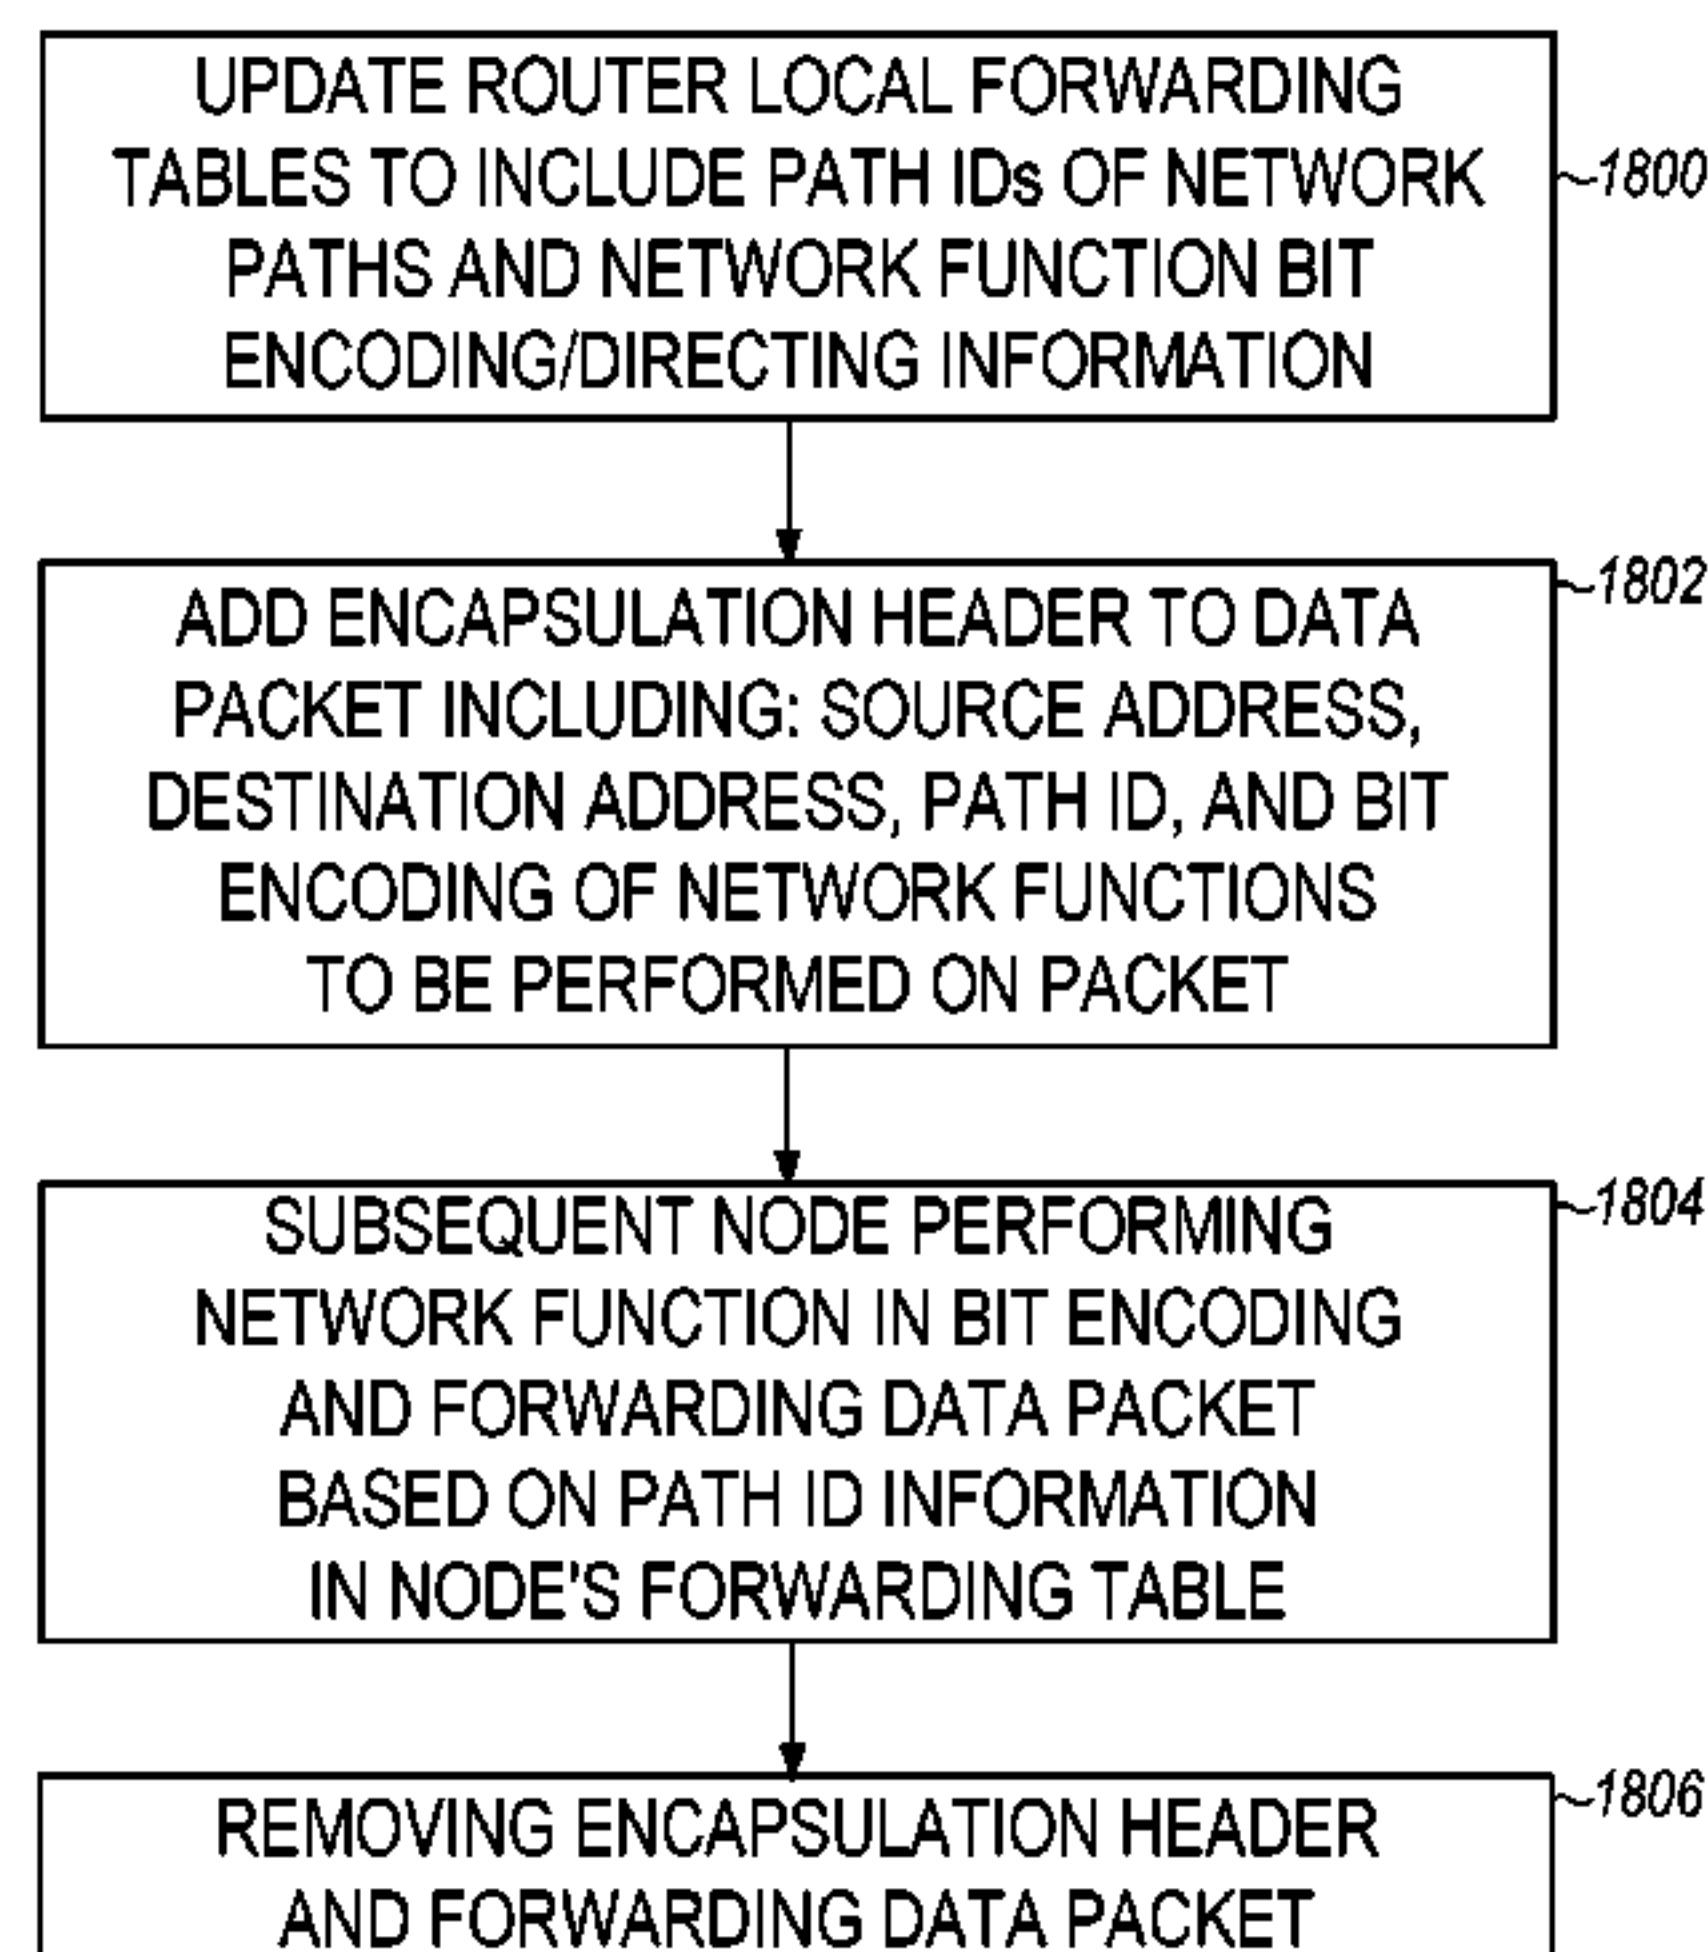 UPDATE ROUTER LOCAL FORWARDING
TABLES TO INCLUDE PATH IDs OF NETWORK
PATHS AND NETWORK FUNCTION BIT
ENCODING/DIRECTING INFORMATION
1800
ADD ENCAPSULATION HEADER TO DATA
PACKET INCLUDING: SOURCE ADDRESS,
DESTINATION ADDRESS, PATH ID, AND BIT
ENCODING OF NETWORK FUNCTIONS
TO BE PERFORMED ON PACKET
1802
SUBSEQUENT NODE PERFORMING
NETWORK FUNCTION IN BIT ENCODING
AND FORWARDING DATA PACKET
BASED ON PATH ID INFORMATION
IN NODE'S FORWARDING TABLE
1804
REMOVING ENCAPSULATION HEADER
AND FORWARDING DATA PACKET
1806